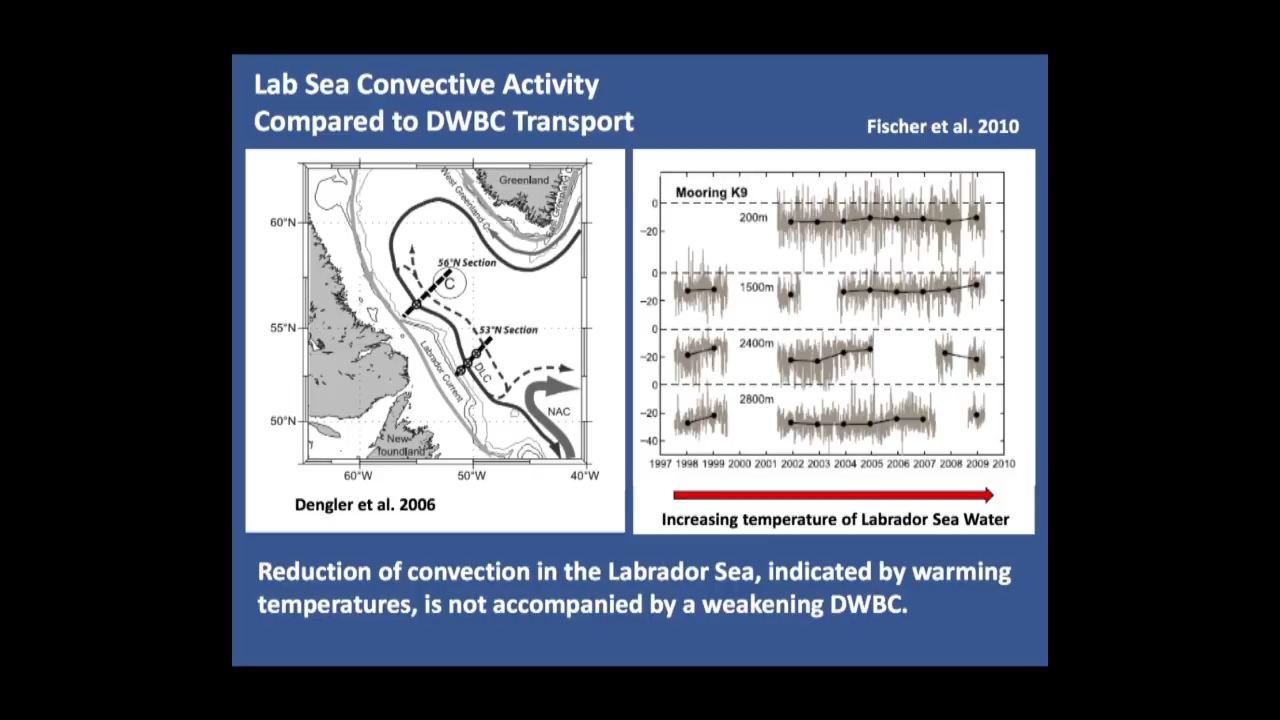 Lab Sea Convective Activity
Compared to DWBC Transport
Fischer et al. 2010
Greenland
West Greenland C.
60°N
56°N Section
C
55°N
53°N Section
DLC
Labrador Current
50°N
NAC
New
foundland
60°W
50°W
40°W
Dengler et al. 2006
Mooring K9
0
200m
-20
0
1500m
-20
0
2400m
-20
0
2800m
-20
-40
1997 1998 1999 2000 2001 2002 2003 2004 2005 2006 2007 2008 2009 2010
Increasing temperature of Labrador Sea Water
Reduction of convection in the Labrador Sea, indicated by warming
temperatures, is not accompanied by a weakening DWBC.